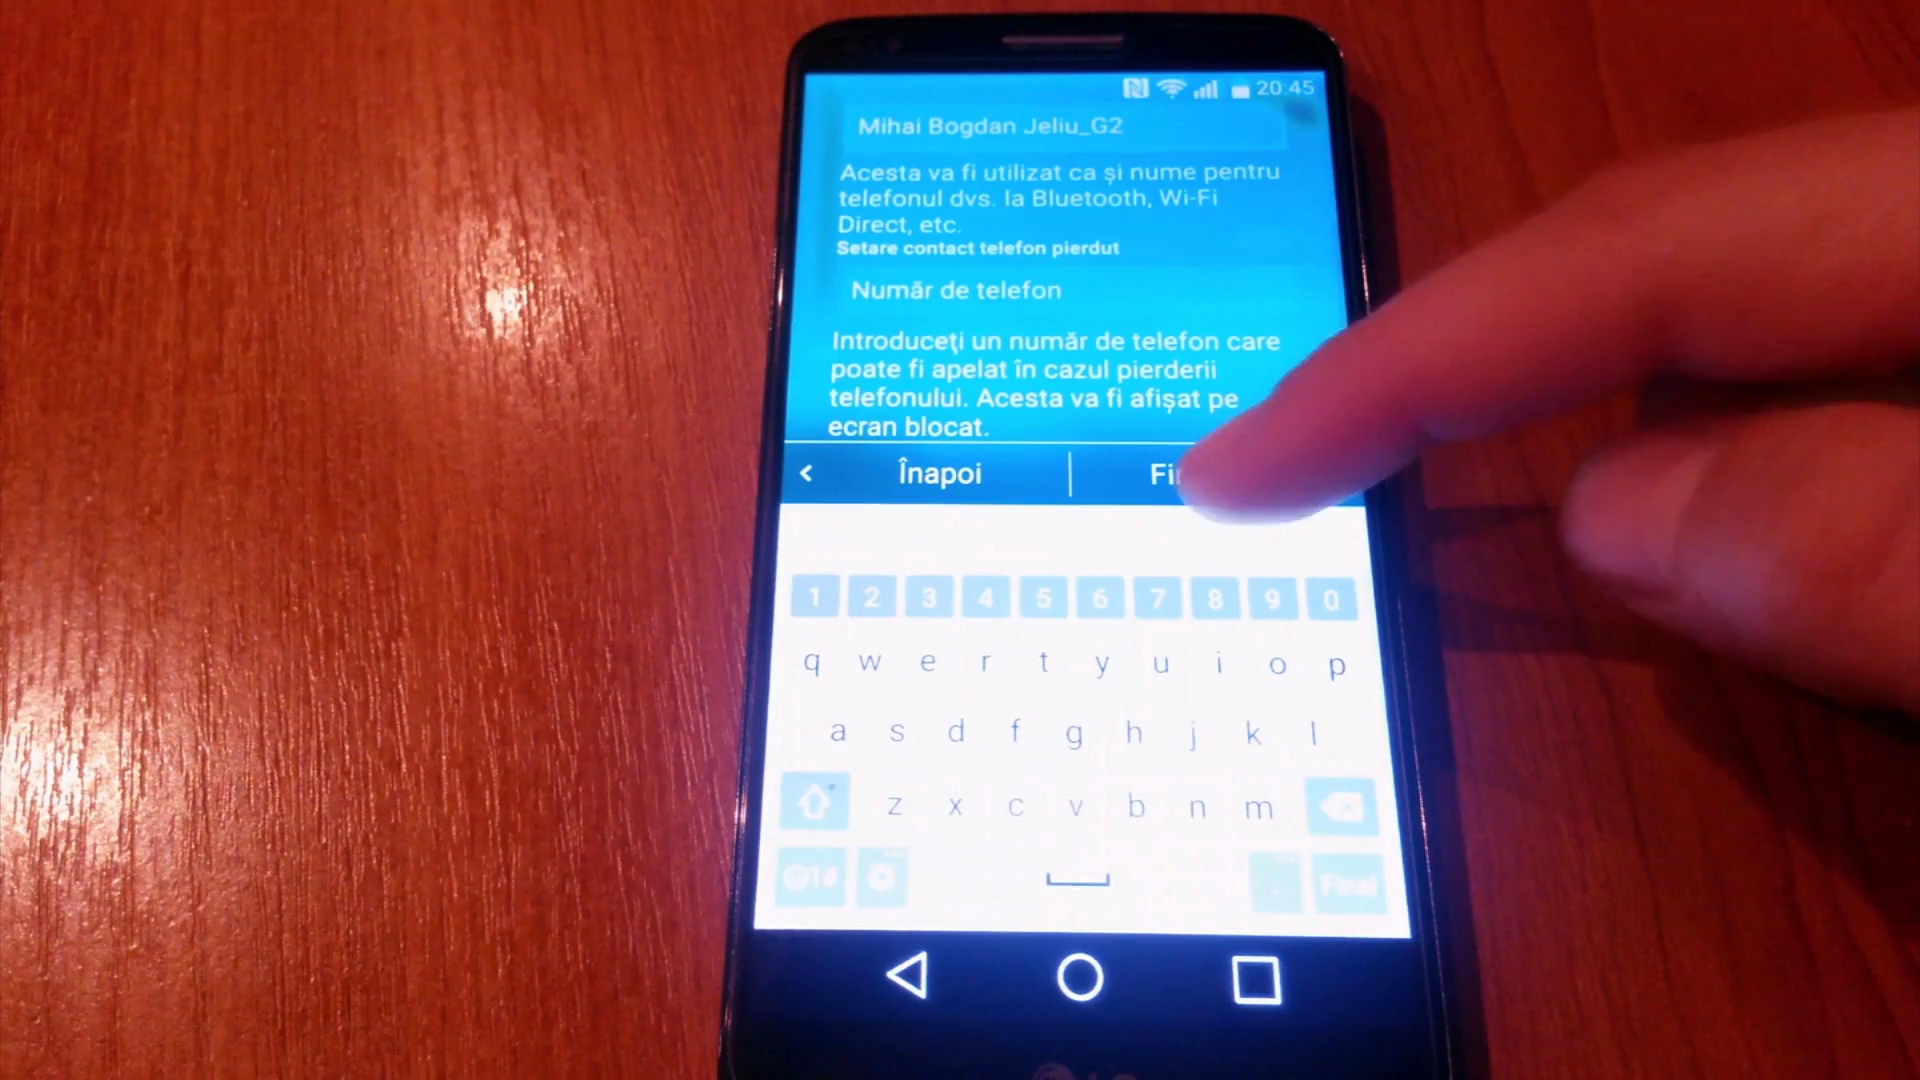 20:45
Mihai Bogdan Jeliu_G2
Acesta va fi utilizat ca și nume pentru
telefonul dvs. la Bluetooth, Wi-Fi
Direct, etc.
Setare contact telefon pierdut
Număr de telefon
Introduceţi un număr de telefon care
poate fi apelat în cazul pierderii
telefonului. Acesta va fi afișat pe
ecran blocat.
Înapoi
1 2 3 4 5 6 7 8 9 0
q w e r t y u i o p
a s d f g h j k l
z x c v b n m
Final